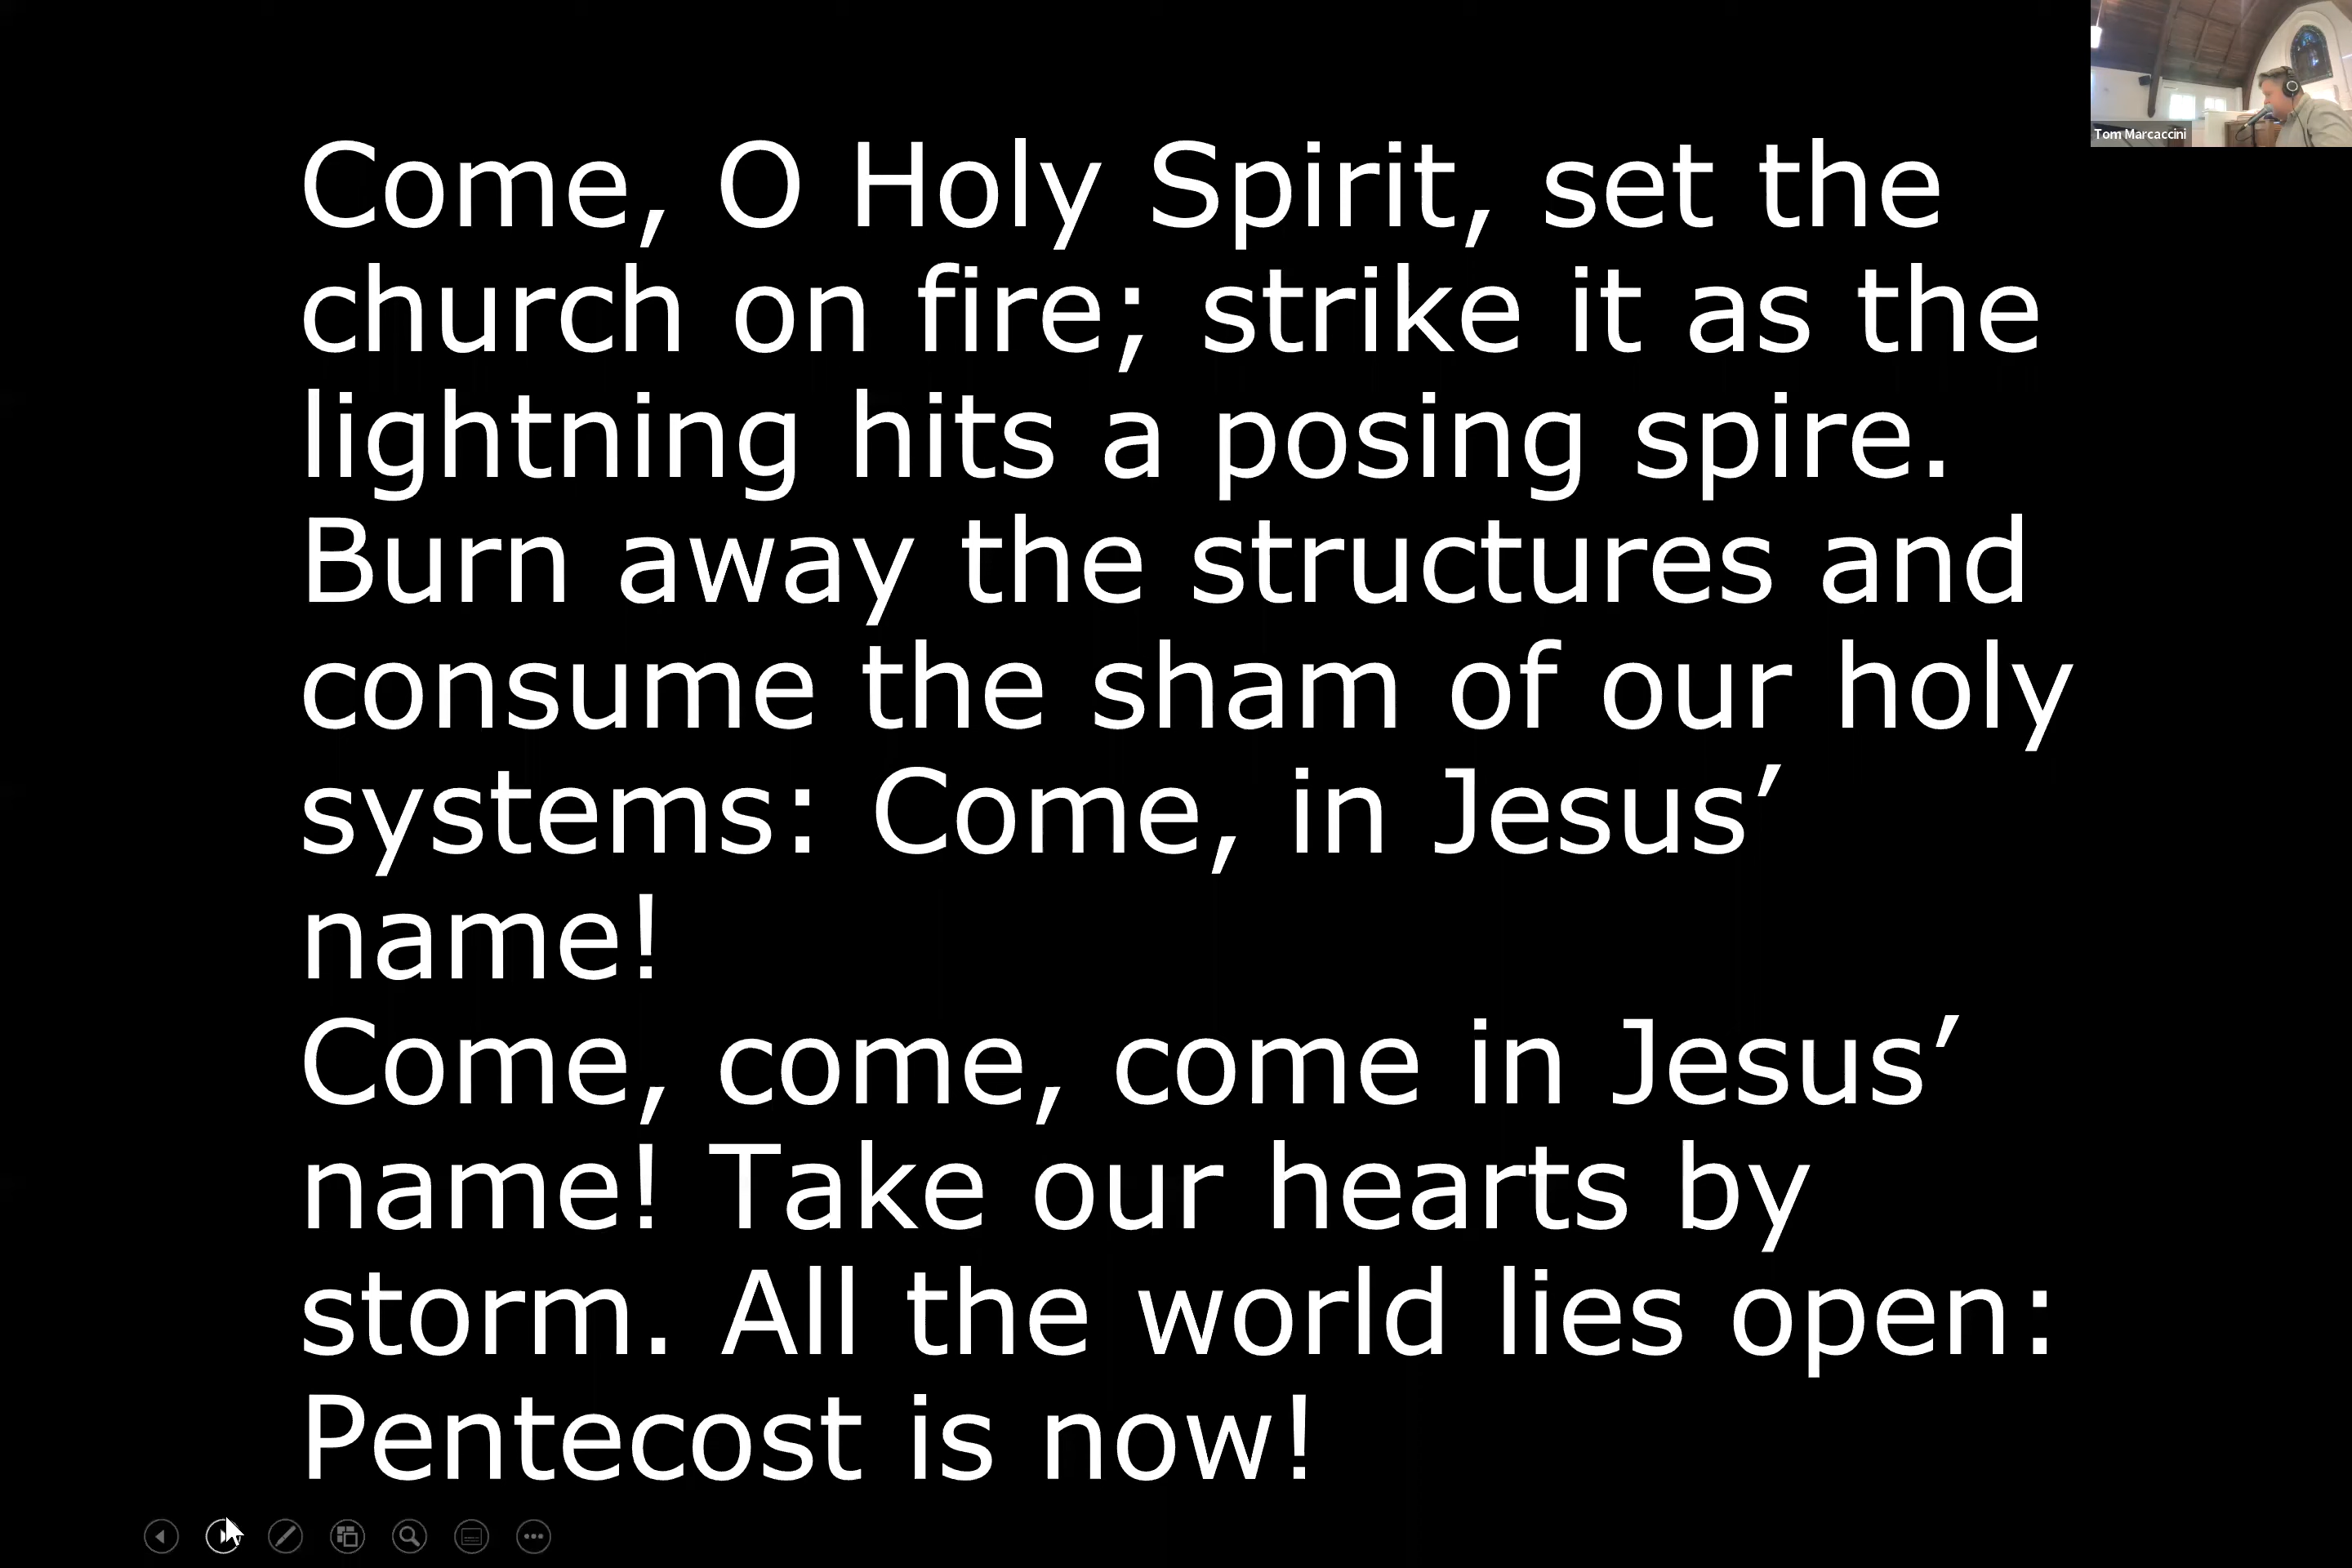 Tom Marcaccini
Come, O Holy Spirit, set the
church on fire; strike it as the
lightning hits a posing spire.
Burn away the structures and
consume the sham of our holy
systems: Come, in Jesus’
name!
Come, come, come in Jesus’
name! Take our hearts by
storm. All the world lies open:
Pentecost is now!